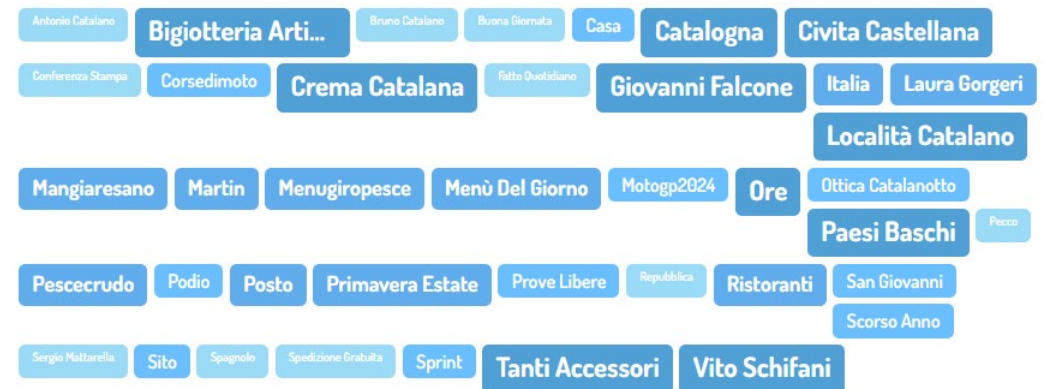 Antonio Catalano Bigiotteria Arti... Bruno Catalano Buona Giornata Casa Catalogna Civita Castellana
Conferenza Stampa Corsedimoto Crema Catalana Fatto Quotidiano Giovanni Falcone Italia Laura Gorgeri
Località Catalano
Mangiaresano Martin Menugiropesce Menù Del Giorno Motogp2024 Ore Ottica Catalanotto
Paesi Baschi Pecco
Pescecrudo Podio Posto Primavera Estate Prove Libere Repubblica Ristoranti San Giovanni
Scorso Anno
Sergio Mattarella Sito Spagnolo Spedizione Gratuita Sprint Tanti Accessori Vito Schifani